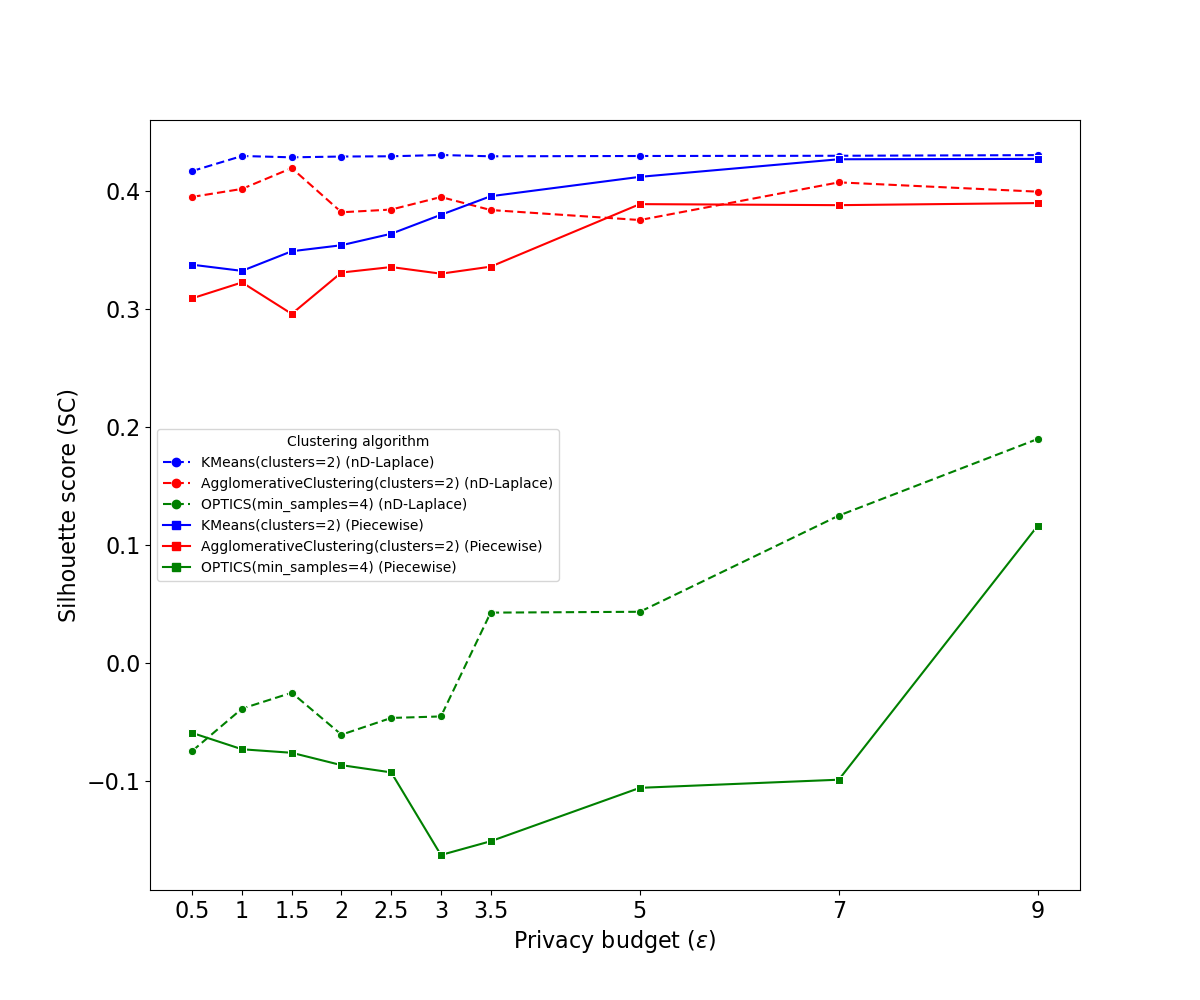 0.4
0.3
0.2
0.1
0.0
−0.1
Silhouette score (SC)
Clustering algorithm
KMeans(clusters=2) (nD-Laplace)
AgglomerativeClustering(clusters=2) (nD-Laplace)
OPTICS(min_samples=4) (nD-Laplace)
KMeans(clusters=2) (Piecewise)
AgglomerativeClustering(clusters=2) (Piecewise)
OPTICS(min_samples=4) (Piecewise)
0.5 1 1.5 2 2.5 3 3.5 5 7 9
Privacy budget (ε)